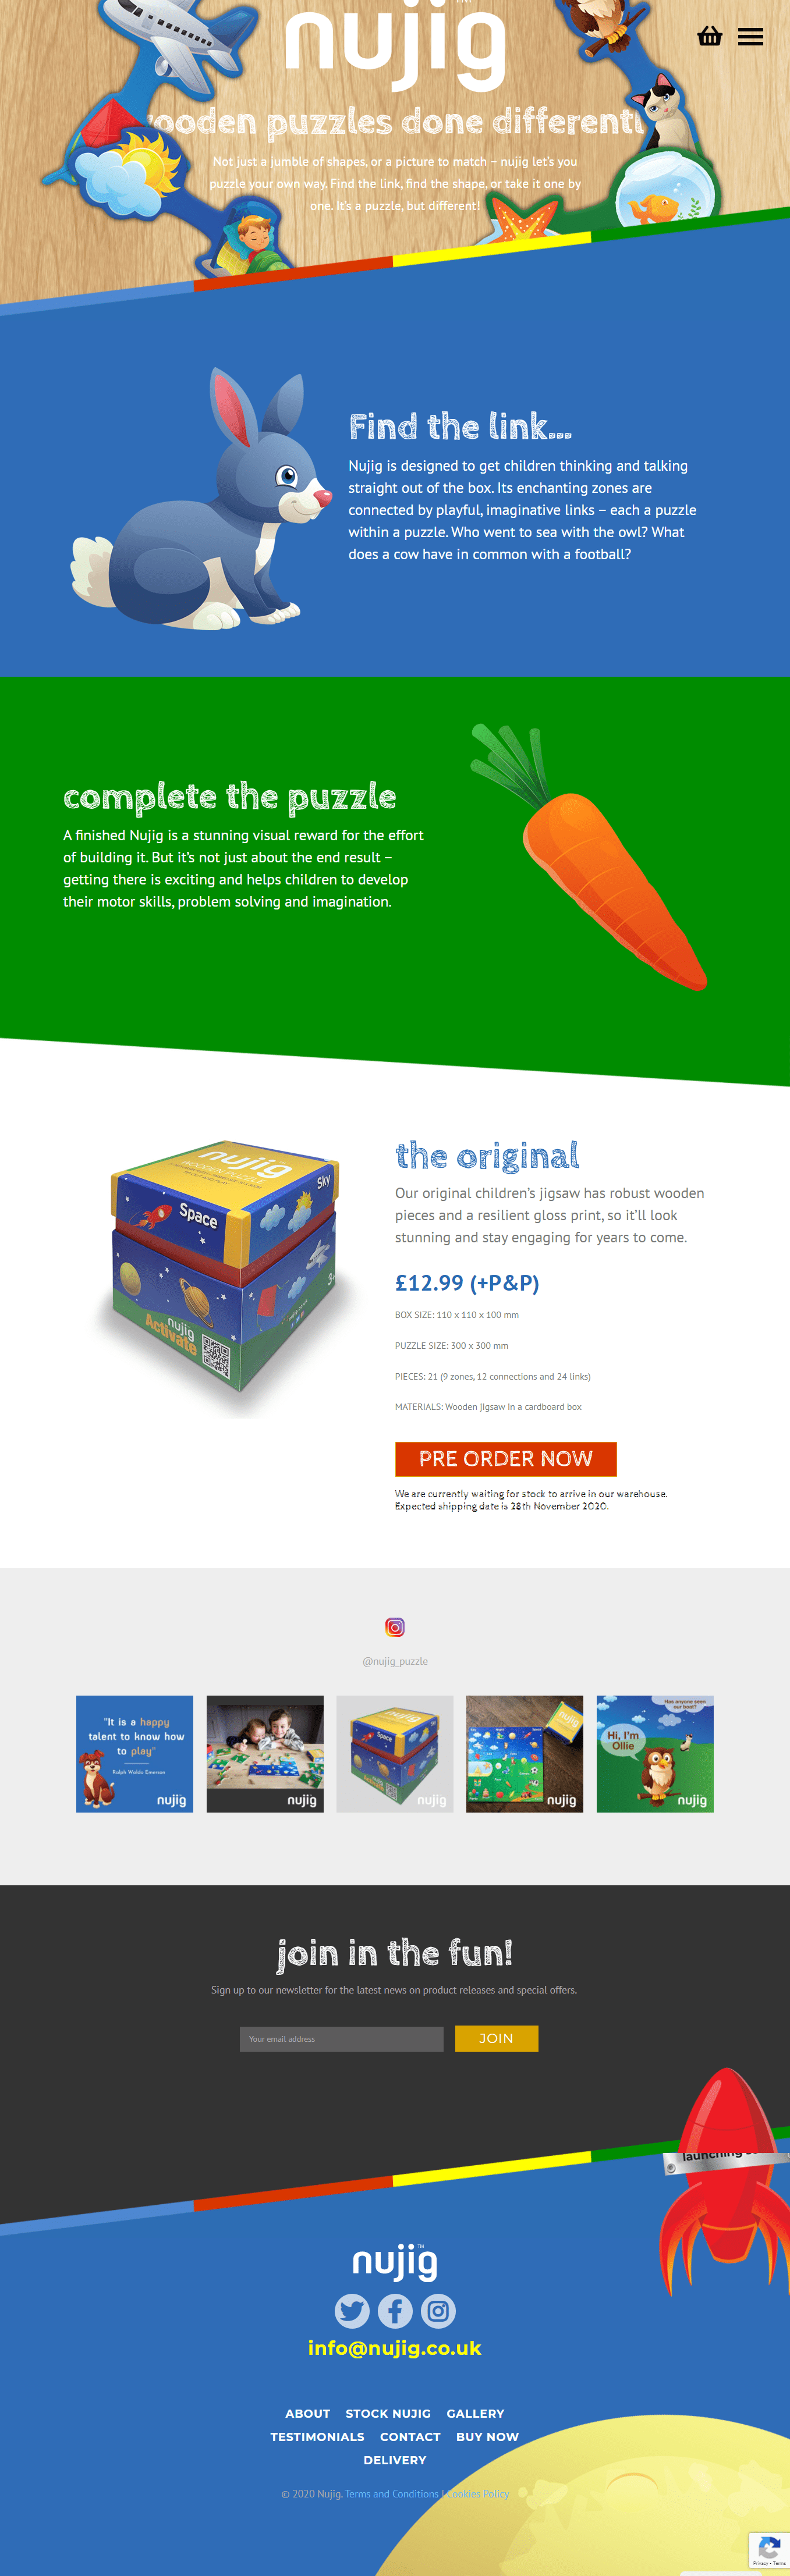 nujig
wooden puzzles done differently
Not just a jumble of shapes, or a picture to match – nujig let's you
puzzle your own way. Find the link, find the shape, or take it one by
one. It's a puzzle, but different!
Find the link...
Nujig is designed to get children thinking and talking
straight out of the box. Its enchanting zones are
connected by playful, imaginative links – each a puzzle
within a puzzle. Who went to sea with the owl? What
does a cow have in common with a football?
complete the puzzle
A finished Nujig is a stunning visual reward for the effort
of building it. But it's not just about the end result –
getting there is exciting and helps children to develop
their motor skills, problem solving and imagination.
nujig
WOODEN PUZZLE
Space
Sky
3+
nujig
Activate
the original
Our original children's jigsaw has robust wooden
pieces and a resilient gloss print, so it'll look
stunning and stay engaging for years to come.
£12.99 (+P&P)
BOX SIZE: 110 x 110 x 100 mm
PUZZLE SIZE: 300 x 300 mm
PIECES: 21 (9 zones, 12 connections and 24 links)
MATERIALS: Wooden jigsaw in a cardboard box
PRE ORDER NOW
We are currently waiting for stock to arrive in our warehouse.
Expected shipping date is 28th November 2020.
@nujig_puzzle
"It is a happy
talent to know how
to play"
Ralph Waldo Emerson
nujig
nujig
nujig
Space
Activate
nujig
nujig
nujig
Has anyone seen
our boat?
Hi, I'm
Ollie
nujig
join in the fun!
Sign up to our newsletter for the latest news on product releases and special offers.
Your email address
JOIN
launching
nujig™
info@nujig.co.uk
ABOUT STOCK NUJIG GALLERY
TESTIMONIALS CONTACT BUY NOW
DELIVERY
© 2020 Nujig. Terms and Conditions | Cookies Policy
Privacy - Terms